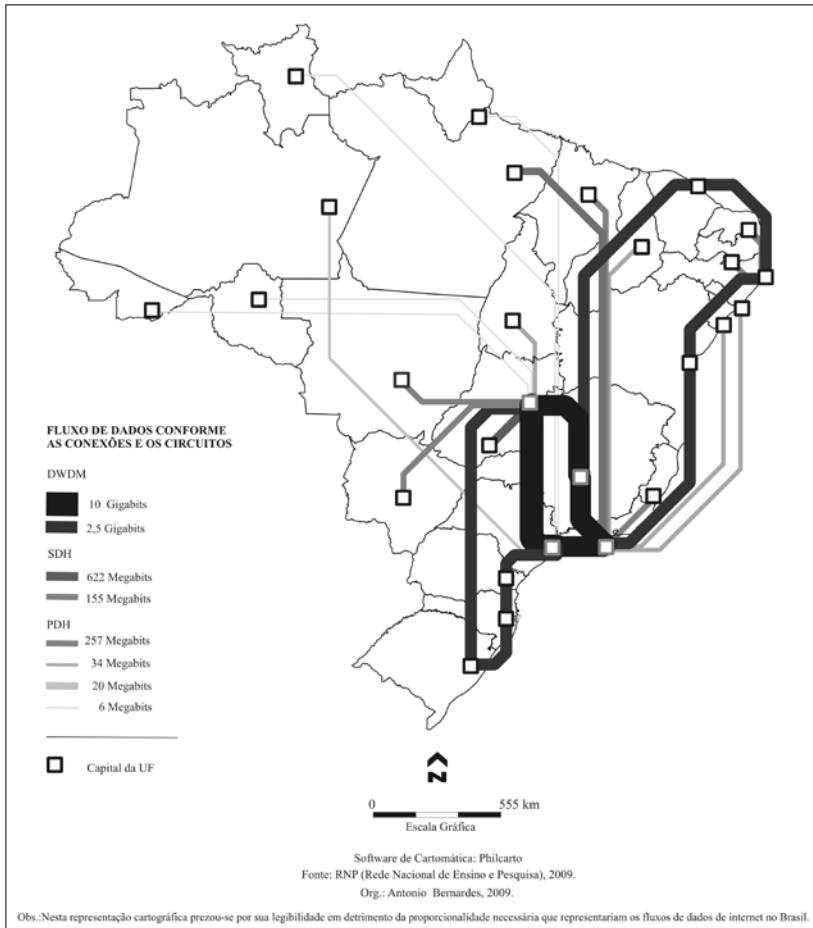 FLUXO DE DADOS CONFORME
AS CONEXÕES E OS CIRCUITOS
DWDM
10 Gigabits
2,5 Gigabits
SDH
622 Megabits
155 Megabits
PDH
257 Megabits
34 Megabits
20 Megabits
6 Megabits
Capital da UF
N
0 555 km
Escala Gráfica
Software de Cartomática: Philcarto
Fonte: RNP (Rede Nacional de Ensino e Pesquisa), 2009.
Org.: Antonio Bernardes, 2009.
Obs.:Nesta representação cartográfica prezou-se por sua legibilidade em detrimento da proporcionalidade necessária que representariam os fluxos de dados de internet no Brasil.